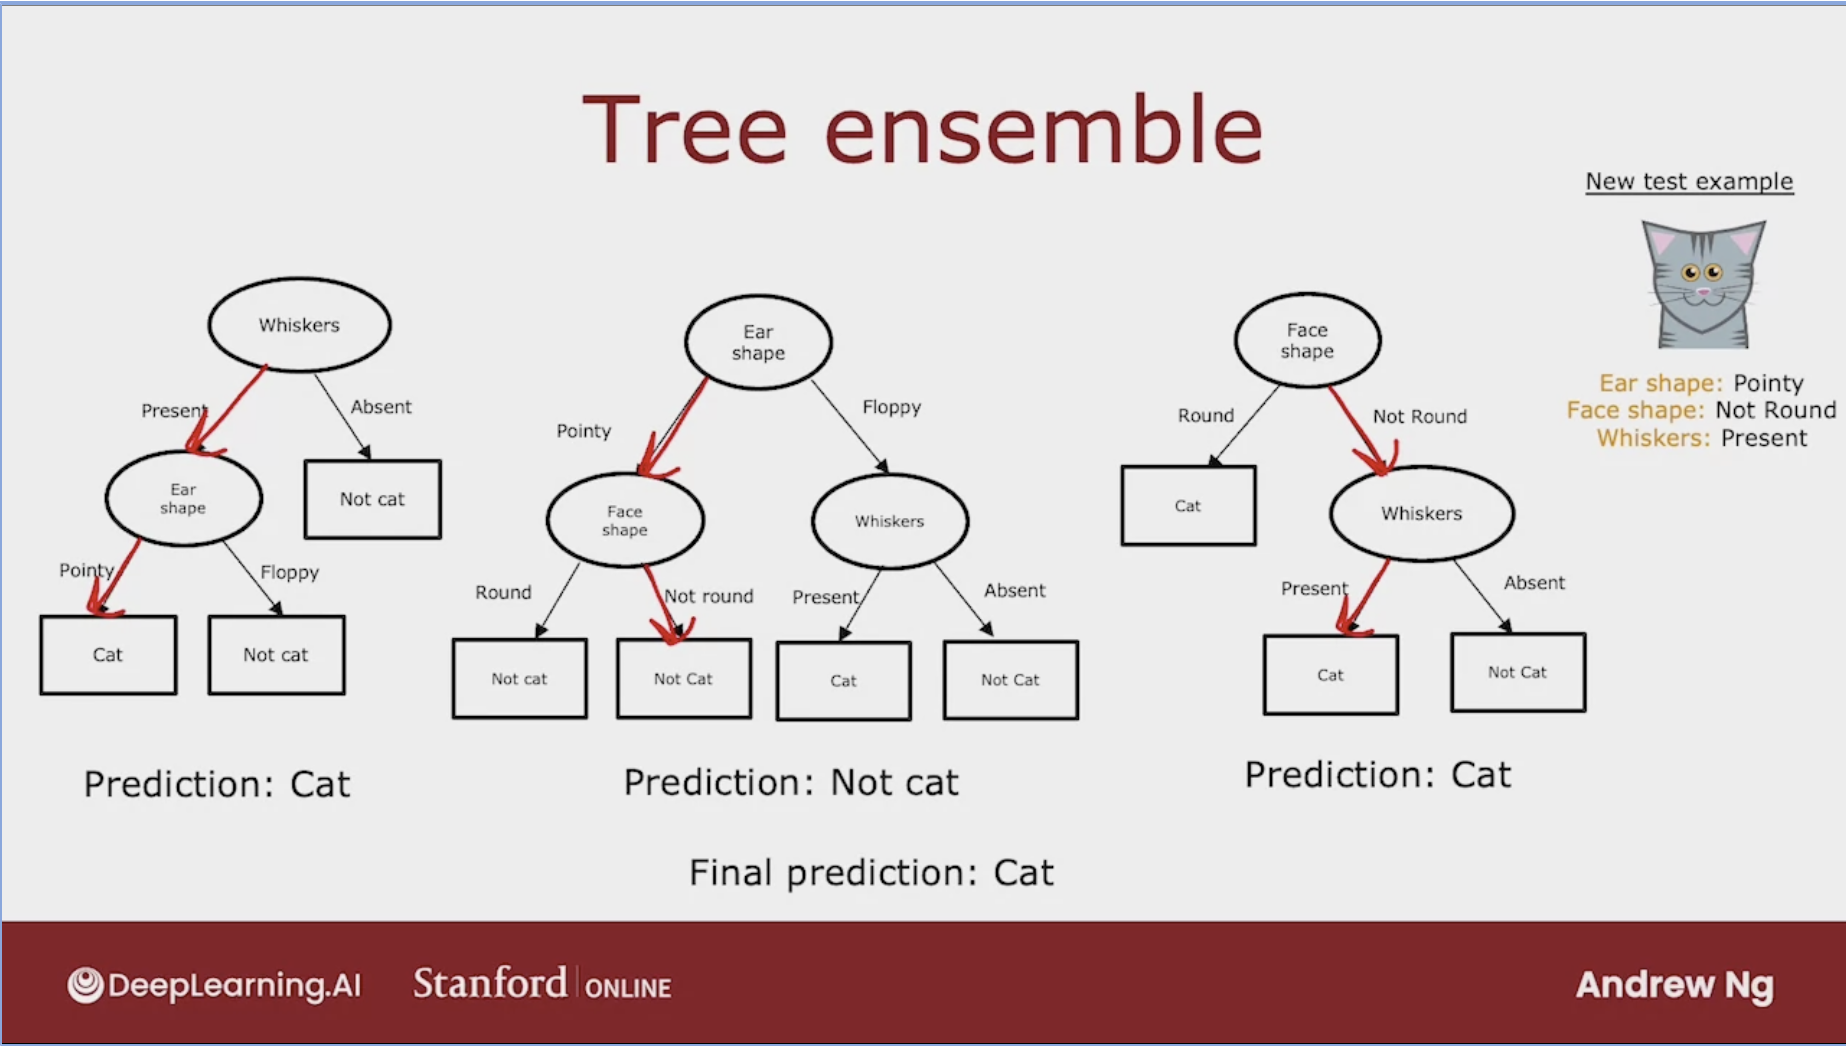 Tree ensemble
New test example
Ear shape: Pointy
Face shape: Not Round
Whiskers: Present
Whiskers
Present
Absent
Ear
shape
Not cat
Pointy
Floppy
Cat
Not cat
Prediction: Cat
Ear
shape
Pointy
Floppy
Face
shape
Whiskers
Round
Not round
Present
Absent
Not cat
Not Cat
Cat
Not Cat
Prediction: Not cat
Face
shape
Round
Not Round
Cat
Whiskers
Present
Absent
Cat
Not Cat
Prediction: Cat
Final prediction: Cat
DeepLearning.AI
Stanford ONLINE
Andrew Ng